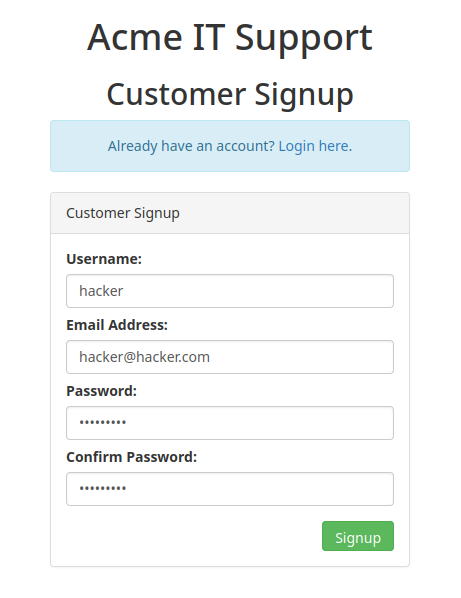 Acme IT Support
Customer Signup
Already have an account? Login here.
Customer Signup
Username:
hacker
Email Address:
hacker@hacker.com
Password:
•••••••••
Confirm Password:
•••••••••
Signup